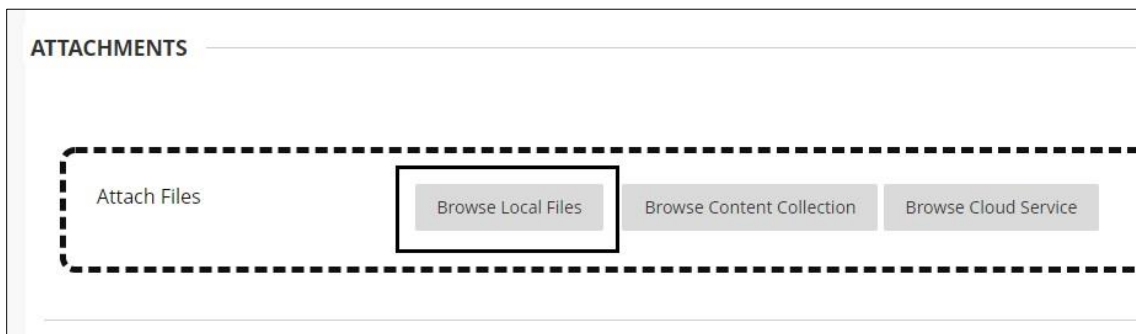 ATTACHMENTS
Attach Files
Browse Local Files
Browse Content Collection
Browse Cloud Service